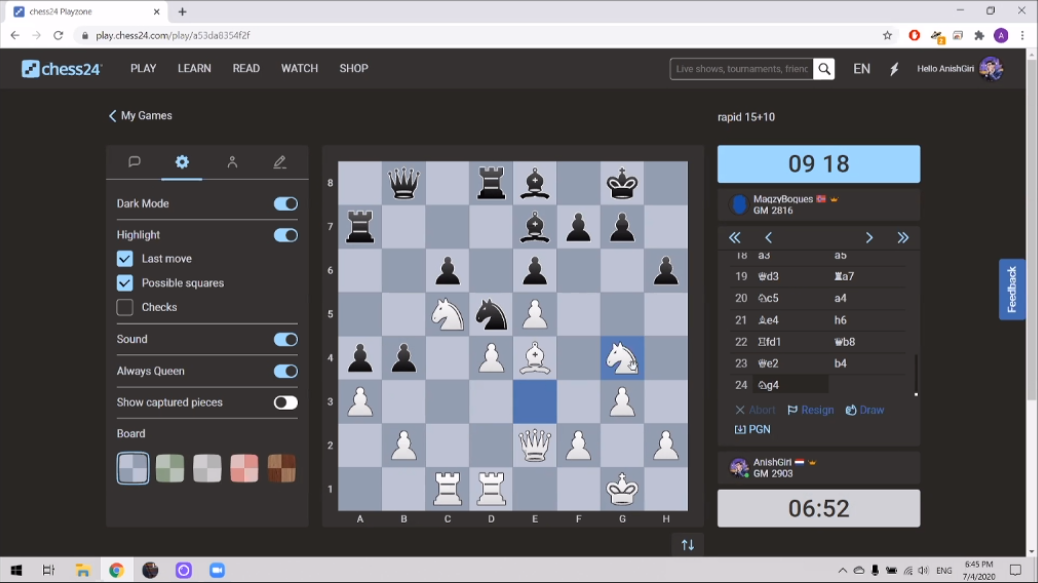 chess24 Playzone
play.chess24.com/play/a53da8354f2f
chess24
PLAY
LEARN
READ
WATCH
SHOP
Live shows, tournaments, friend
EN
Hello AnishGiri
My Games
rapid 15+10
Dark Mode
Highlight
Last move
Possible squares
Checks
Sound
Always Queen
Show captured pieces
Board
8
7
6
5
4
3
2
1
A B C D E F G H
09 18
MagzyBogues
GM 2816
18 a3 a5
19 ♕d3 ♜a7
20 ♘c5 a4
21 ♗e4 h6
22 ♖fd1 ♛b8
23 ♕e2 b4
24 ♘g4
Abort Resign Draw
PGN
AnishGiri
GM 2903
06:52
Feedback
ENG
6:45 PM
7/4/2020